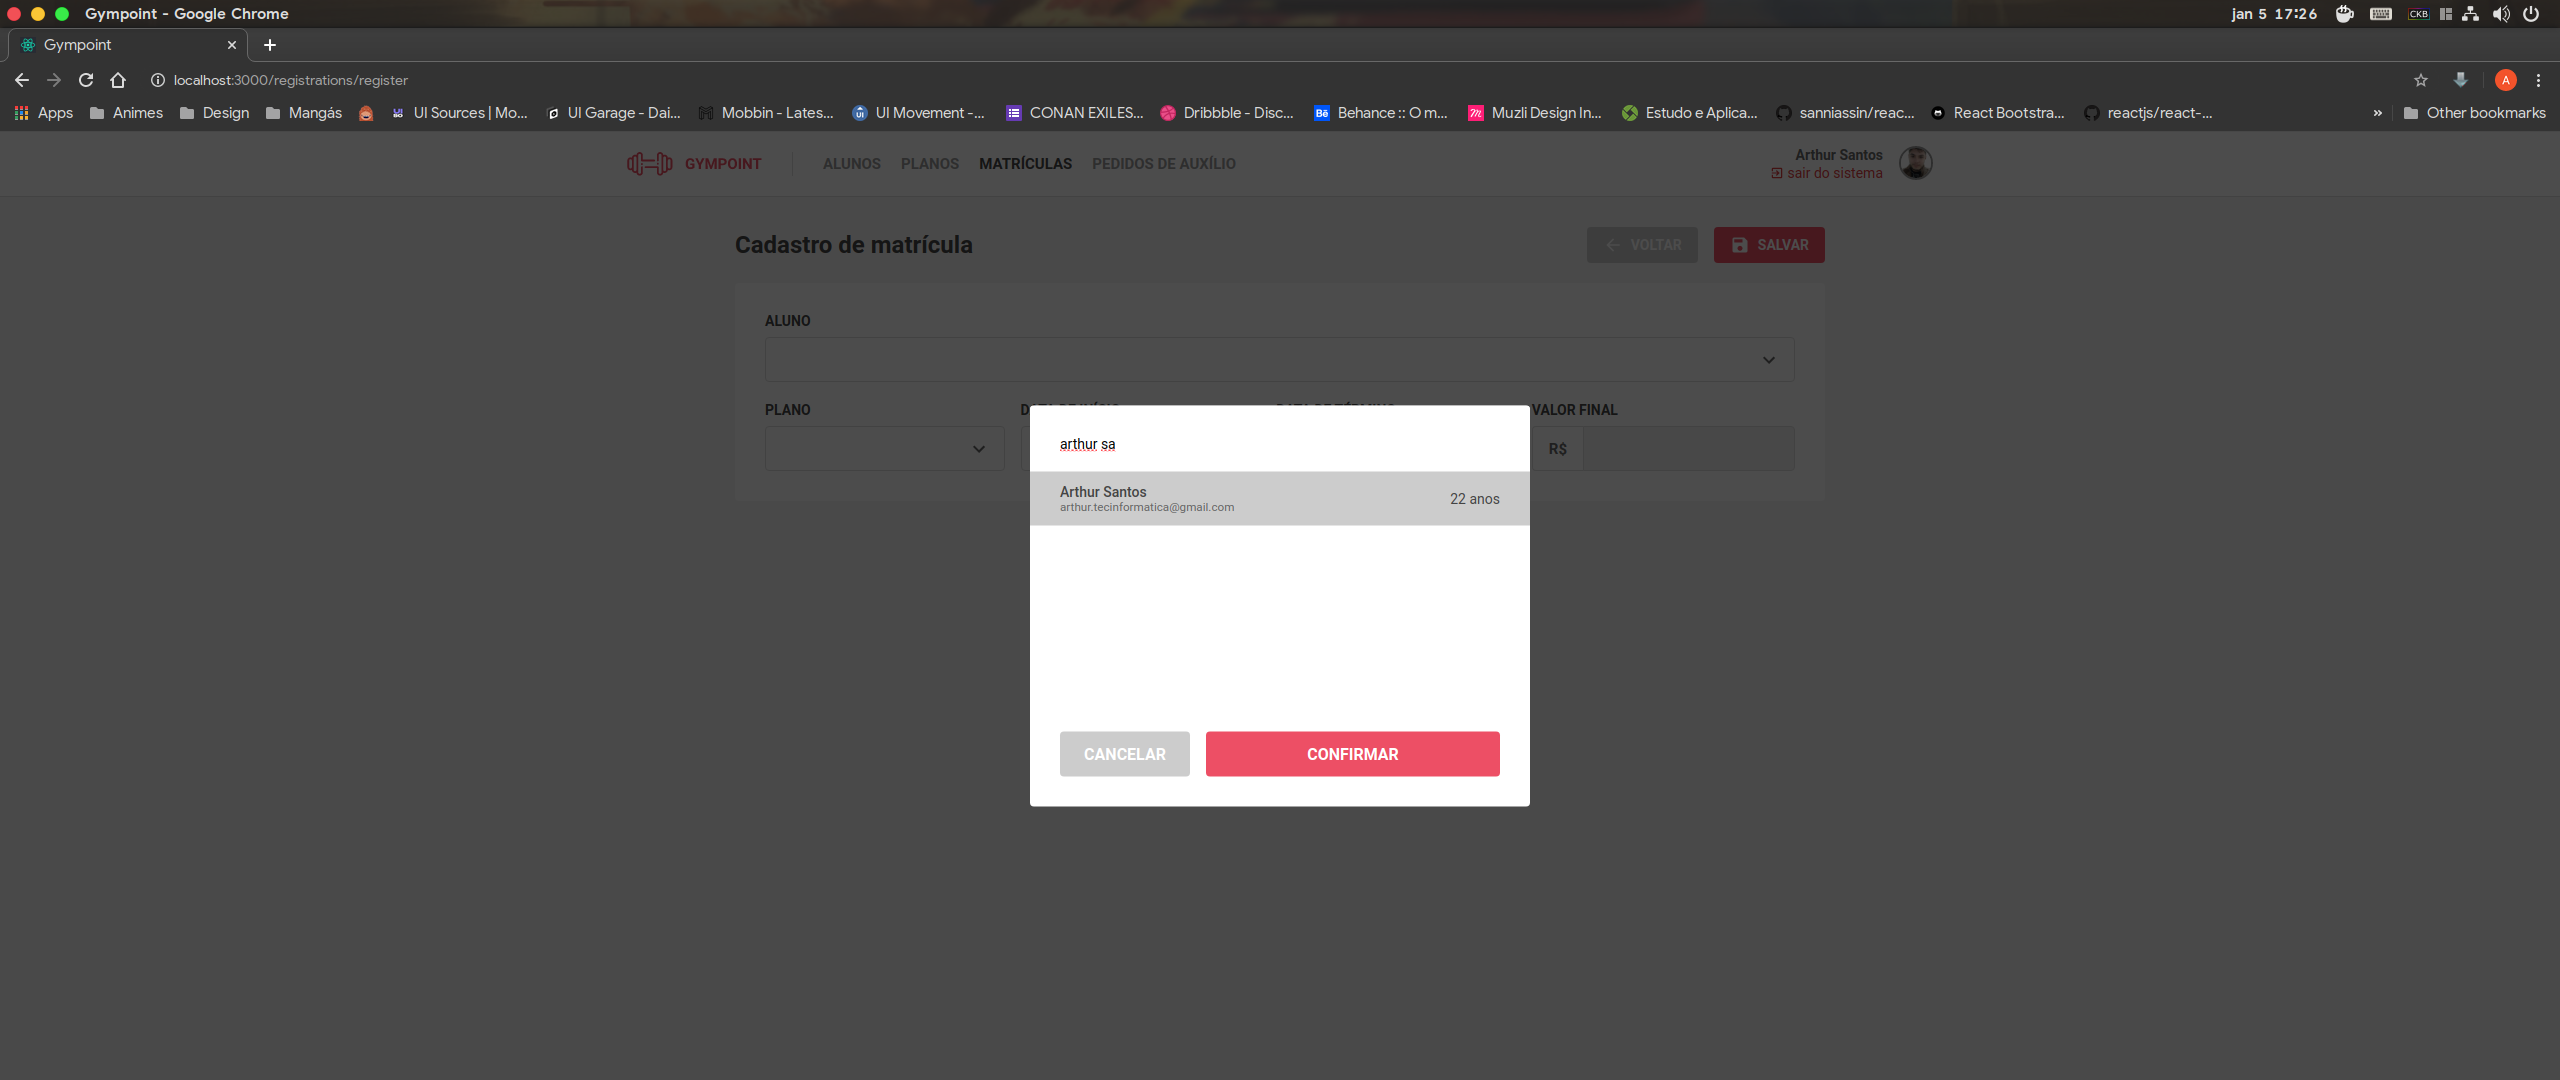 Gympoint - Google Chrome
jan 5 17:26
CKB
Gympoint
localhost:3000/registrations/register
A
Apps
Animes
Design
Mangás
UI Sources | Mo...
UI Garage - Dai...
Mobbin - Lates...
UI Movement -...
CONAN EXILES...
Dribbble - Disc...
Behance :: O m...
Muzli Design In...
Estudo e Aplica...
sanniassin/reac...
React Bootstra...
reactjs/react-...
»
Other bookmarks
GYMPOINT
ALUNOS
PLANOS
MATRÍCULAS
PEDIDOS DE AUXÍLIO
Arthur Santos
sair do sistema
Cadastro de matrícula
VOLTAR
SALVAR
ALUNO
PLANO
VALOR FINAL
R$
arthur sa
Arthur Santos
arthur.tecinformatica@gmail.com
22 anos
CANCELAR
CONFIRMAR